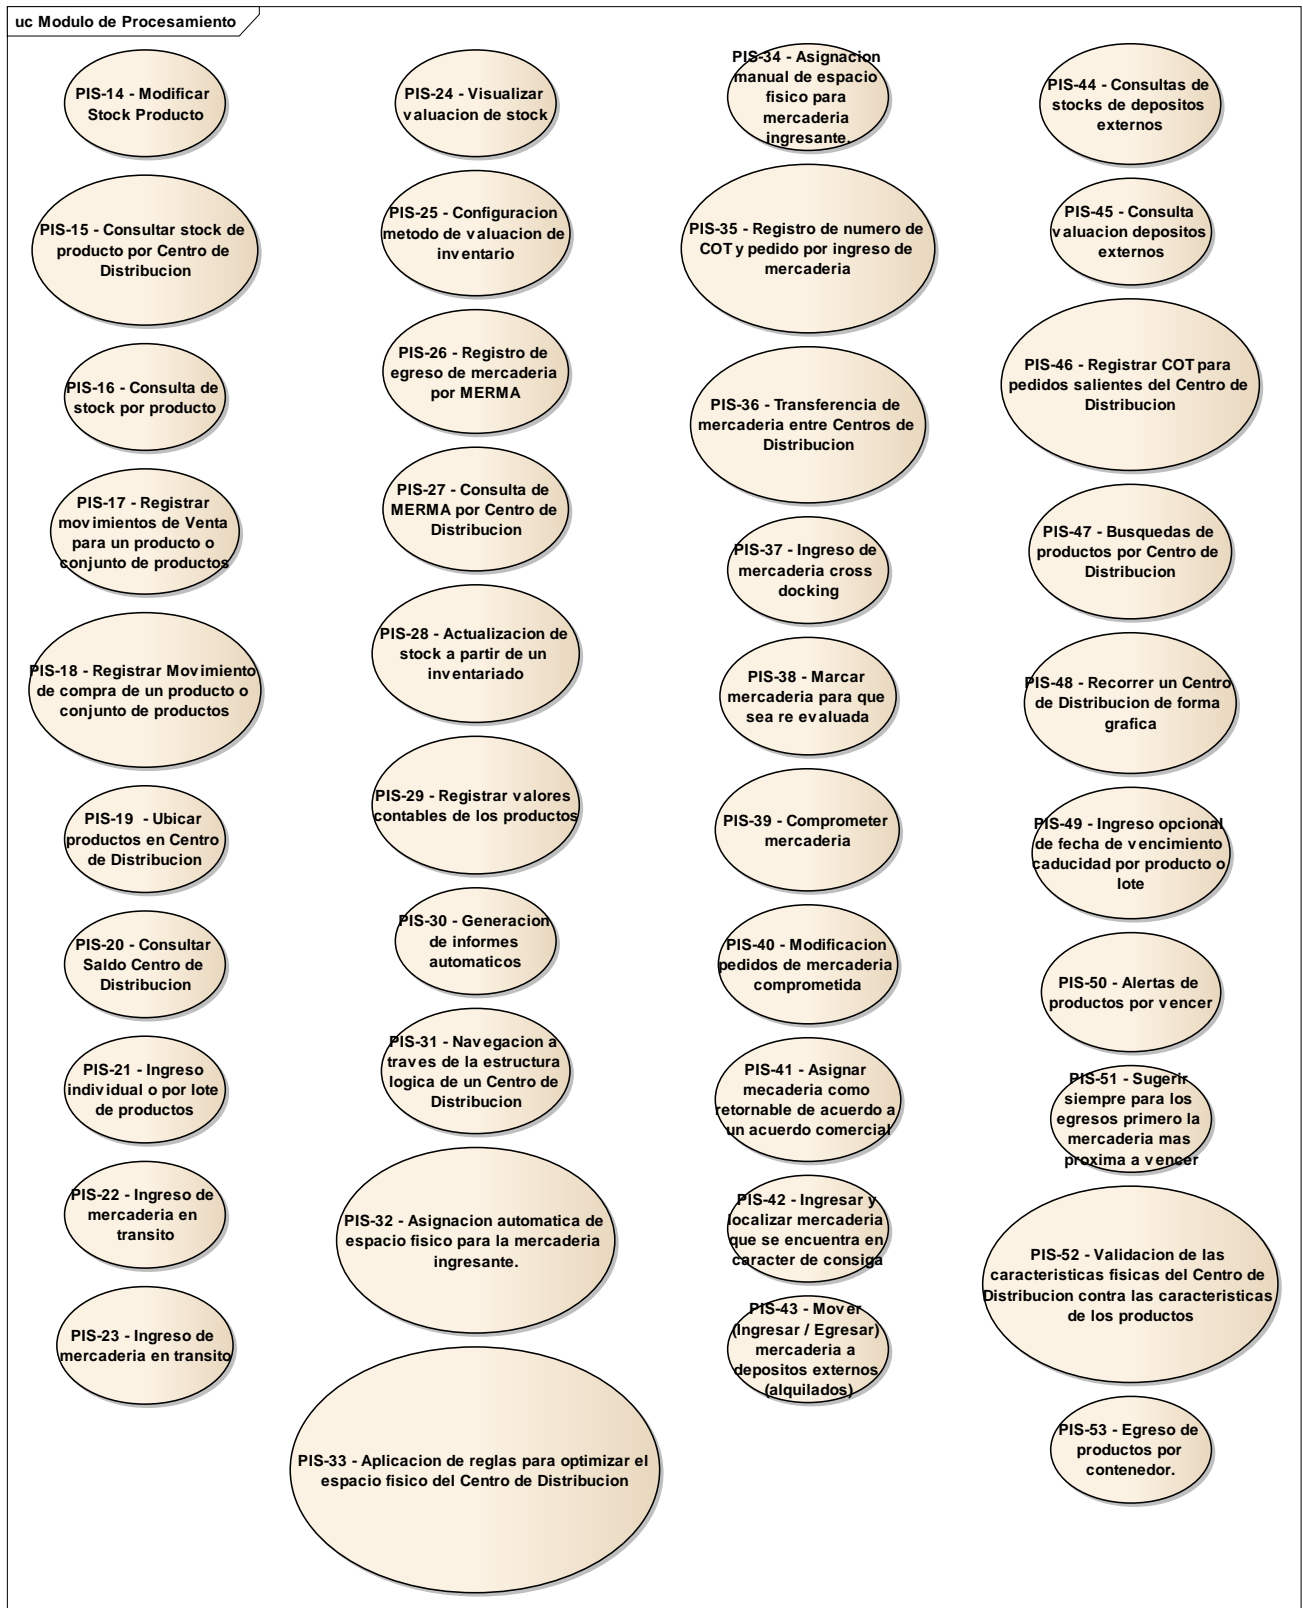 uc Modulo de Procesamiento
PIS-14 - Modificar
Stock Producto
PIS-15 - Consultar stock de
producto por Centro de
Distribucion
PIS-16 - Consulta de
stock por producto
PIS-17 - Registrar
movimientos de Venta
para un producto o
conjunto de productos
PIS-18 - Registrar Movimiento
de compra de un producto o
conjunto de productos
PIS-19 - Ubicar
productos en Centro
de Distribucion
PIS-20 - Consultar
Saldo Centro de
Distribucion
PIS-21 - Ingreso
individual o por lote
de productos
PIS-22 - Ingreso de
mercaderia en
transito
PIS-23 - Ingreso de
mercaderia en transito
PIS-24 - Visualizar
valuacion de stock
PIS-25 - Configuracion
metodo de valuacion de
inventario
PIS-26 - Registro de
egreso de mercaderia
por MERMA
PIS-27 - Consulta de
MERMA por Centro de
Distribucion
PIS-28 - Actualizacion de
stock a partir de un
inventariado
PIS-29 - Registrar valores
contables de los productos
PIS-30 - Generacion
de informes
automaticos
PIS-31 - Navegacion a
traves de la estructura
logica de un Centro de
Distribucion
PIS-32 - Asignacion automatica de
espacio fisico para la mercaderia
ingresante.
PIS-33 - Aplicacion de reglas para optimizar el
espacio fisico del Centro de Distribucion
PIS-34 - Asignacion
manual de espacio
fisico para
mercaderia
ingresante.
PIS-35 - Registro de numero de
COT y pedido por ingreso de
mercaderia
PIS-36 - Transferencia de
mercaderia entre Centros de
Distribucion
PIS-37 - Ingreso de
mercaderia cross
docking
PIS-38 - Marcar
mercaderia para que
sea re evaluada
PIS-39 - Comprometer
mercaderia
PIS-40 - Modificacion
pedidos de mercaderia
comprometida
PIS-41 - Asignar
mecaderia como
retornable de acuerdo a
un acuerdo comercial
PIS-42 - Ingresar y
localizar mercaderia
que se encuentra en
caracter de consiga
PIS-43 - Mover
(Ingresar / Egresar)
mercaderia a
depositos externos
(alquilados)
PIS-44 - Consultas de
stocks de depositos
externos
PIS-45 - Consulta
valuacion depositos
externos
PIS-46 - Registrar COT para
pedidos salientes del Centro de
Distribucion
PIS-47 - Busquedas de
productos por Centro de
Distribucion
PIS-48 - Recorrer un Centro
de Distribucion de forma
grafica
PIS-49 - Ingreso opcional
de fecha de vencimiento
caducidad por producto o
lote
PIS-50 - Alertas de
productos por vencer
PIS-51 - Sugerir
siempre para los
egresos primero la
mercaderia mas
proxima a vencer
PIS-52 - Validacion de las
caracteristicas fisicas del Centro de
Distribucion contra las caracteristicas
de los productos
PIS-53 - Egreso de
productos por
contenedor.